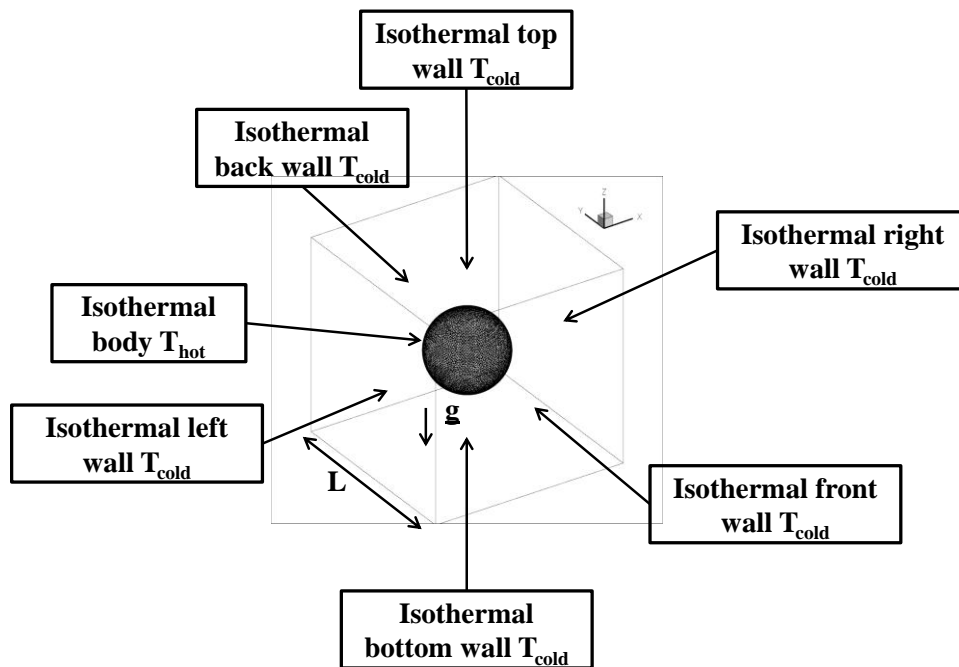 Isothermal top
wall T_cold
Isothermal
back wall T_cold
Z
Y
X
Isothermal right
wall T_cold
Isothermal
body T_hot
g
Isothermal left
wall T_cold
L
Isothermal front
wall T_cold
Isothermal
bottom wall T_cold